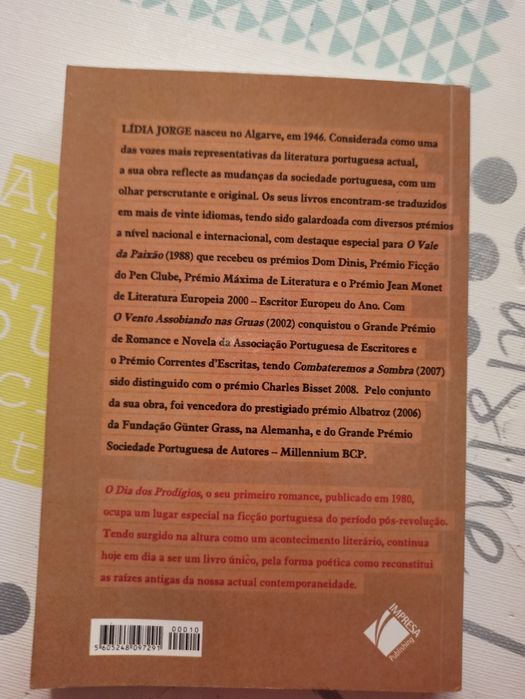 LÍDIA JORGE nasceu no Algarve, em 1946. Considerada como uma
das vozes mais representativas da literatura portuguesa actual,
a sua obra reflecte as mudanças da sociedade portuguesa, com um
olhar perscrutante e original. Os seus livros encontram-se traduzidos
em mais de vinte idiomas, tendo sido galardoada com diversos prémios
a nível nacional e internacional, com destaque especial para O Vale
da Paixão (1988) que recebeu os prémios Dom Dinis, Prémio Ficção
do Pen Clube, Prémio Máxima de Literatura e o Prémio Jean Monet
de Literatura Europeia 2000 – Escritor Europeu do Ano. Com
O Vento Assobiando nas Gruas (2002) conquistou o Grande Prémio
de Romance e Novela da Associação Portuguesa de Escritores e
o Prémio Correntes d'Escritas, tendo Combateremos a Sombra (2007)
sido distinguido com o prémio Charles Bisset 2008. Pelo conjunto
da sua obra, foi vencedora do prestigiado prémio Albatroz (2006)
da Fundação Günter Grass, na Alemanha, e do Grande Prémio
Sociedade Portuguesa de Autores – Millennium BCP.
O Dia dos Prodígios, o seu primeiro romance, publicado em 1980,
ocupa um lugar especial na ficção portuguesa do período pós-revolução.
Tendo surgido na altura como um acontecimento literário, continua
hoje em dia a ser um livro único, pela forma poética como reconstitui
as raízes antigas da nossa actual contemporaneidade.
00010
5 605248 097291
IMPRESA
Publishing